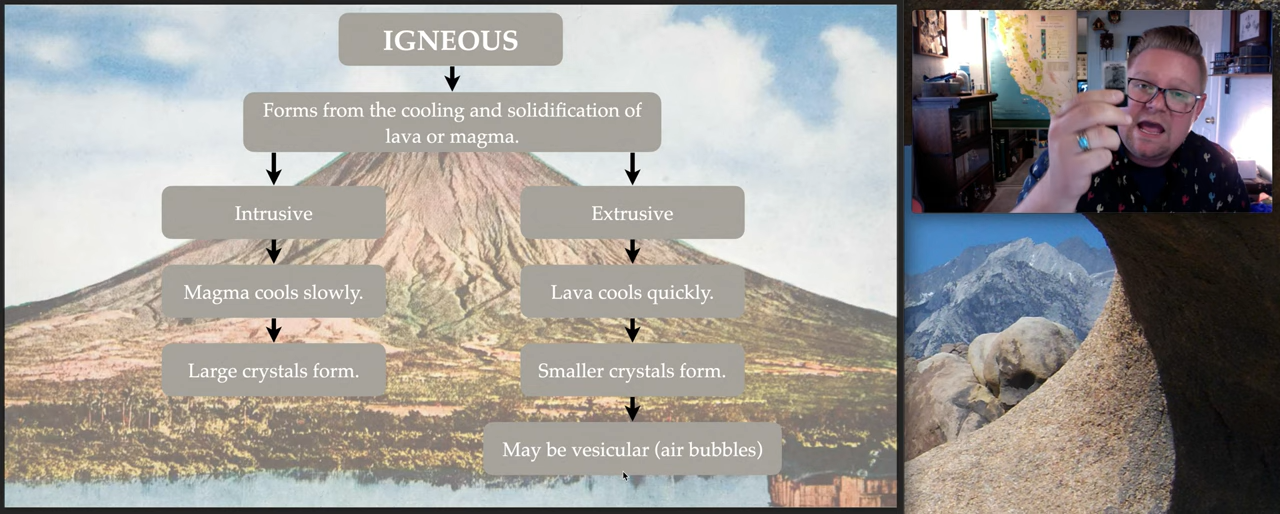 IGNEOUS
Forms from the cooling and solidification of
lava or magma.
Intrusive
Extrusive
Magma cools slowly.
Lava cools quickly.
Large crystals form.
Smaller crystals form.
May be vesicular (air bubbles)